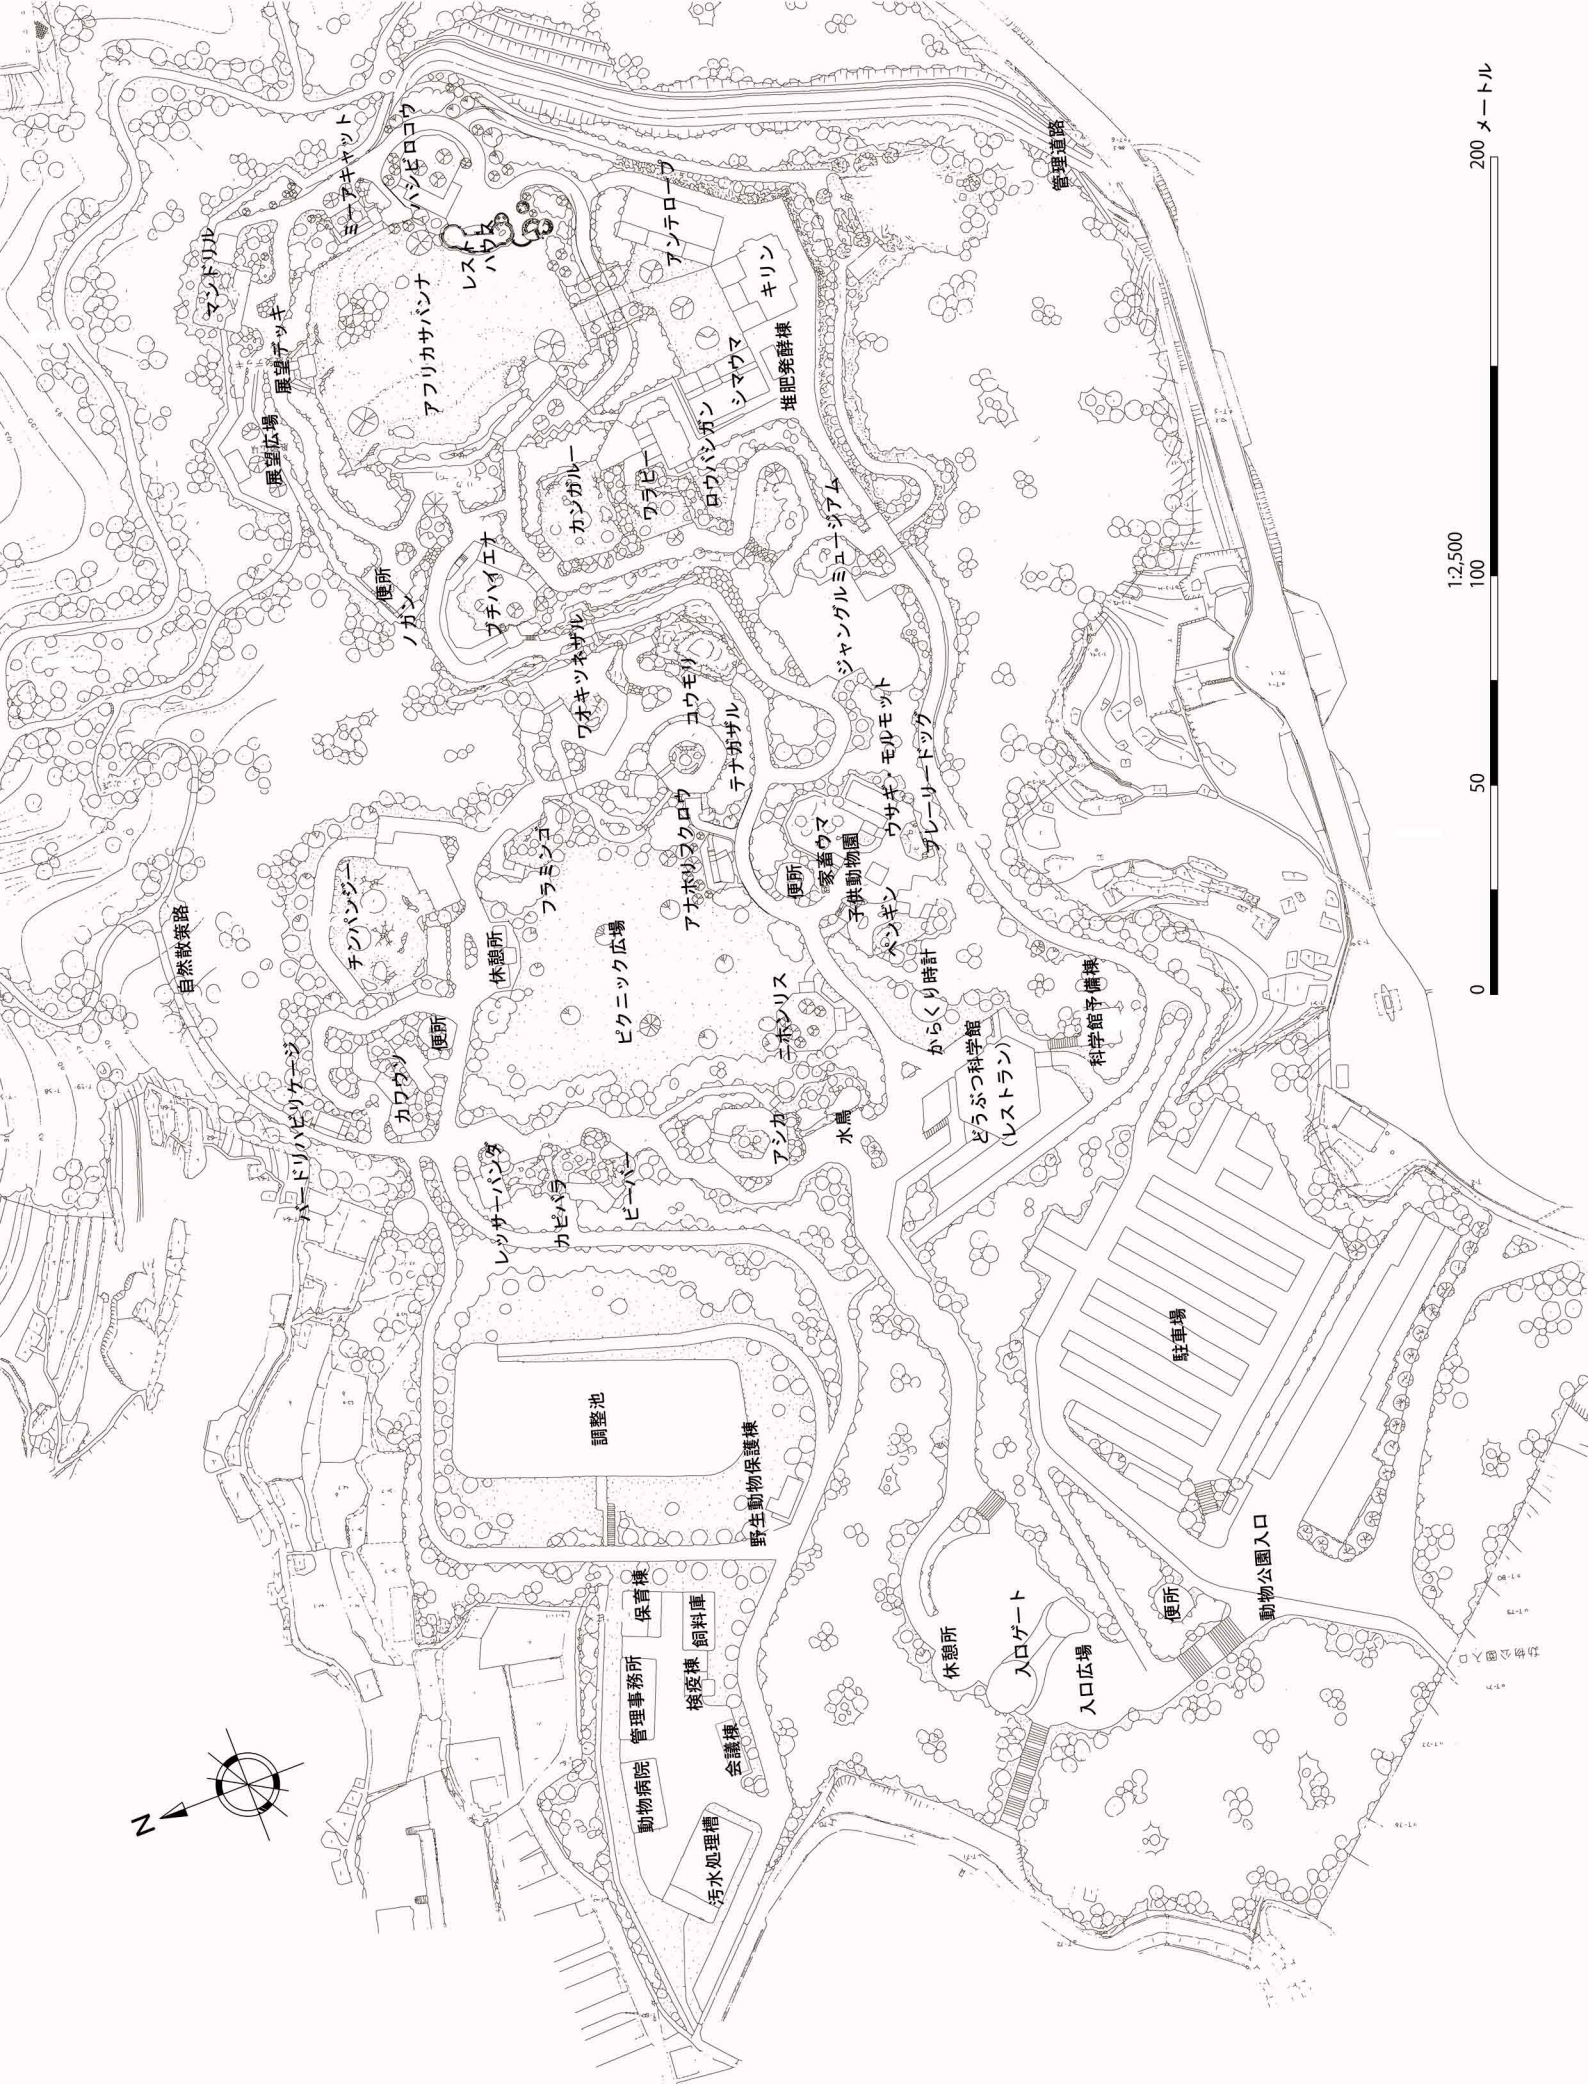 N
自然散策路
マンドリル
ミーアキャット
ハシビロコウ
展望デッキ
展望広場
アフリカサバンナ
レスト
ハウス
アンテロープ
キリン
シマウマ
堆肥発酵棟
管理道路
カンガルー
ワラビー
ロウバシガン
便所
ノガン
ブチハイエナ
ワオキツネザル
コウモリ
テナガザル
ジャングルミュージアム
ウサギ・モルモット
プレーリードッグ
チンパンジー
フラミンゴ
休憩所
ピクニック広場
アナホリフクロウ
便所
家畜ウマ
子供動物園
ペンギン
からくり時計
バードリハビリケージ
カワウソ
便所
ニホンリス
どうぶつ科学館
(レストラン)
科学館予備棟
レッサーパンダ
カピバラ
ビーバー
アシカ
水鳥
調整池
野生動物保護棟
駐車場
保育棟
飼料庫
管理事務所
検疫棟
動物病院
会議棟
汚水処理槽
休憩所
入口ゲート
入口広場
便所
動物公園入口
動物公園入口
1:2,500
0
50
100
200 メートル